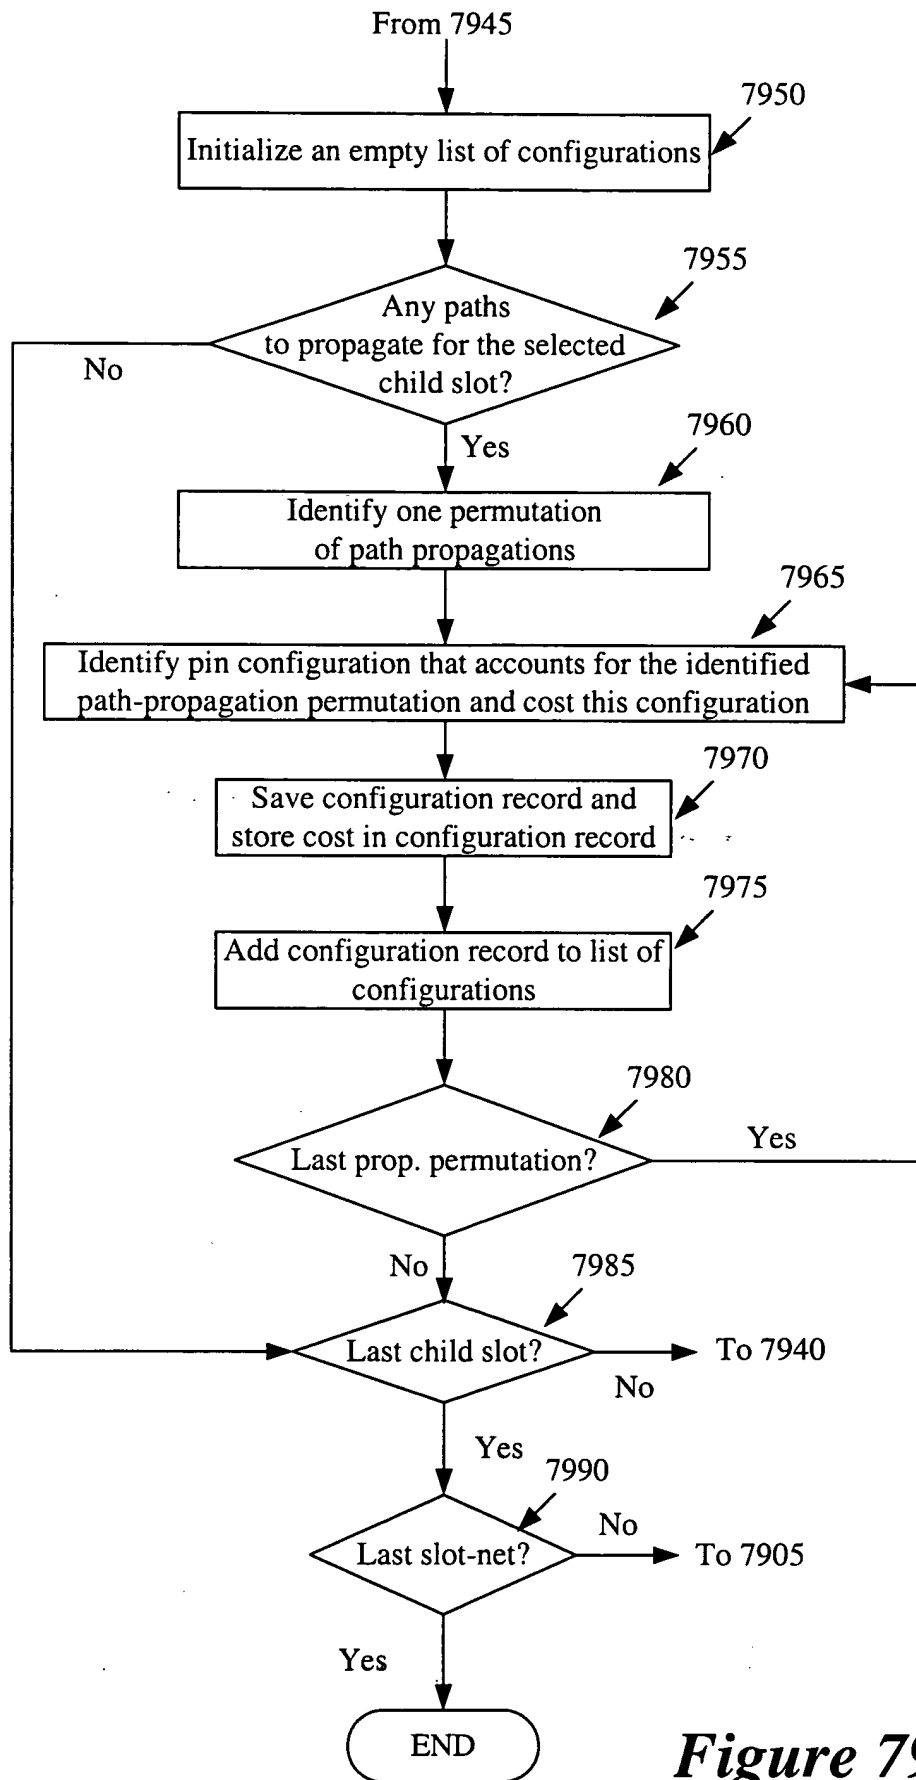 From 7945
7950
Initialize an empty list of configurations
7955
Any paths
to propagate for the selected
child slot?
No
Yes
7960
Identify one permutation
of path propagations
7965
Identify pin configuration that accounts for the identified
path-propagation permutation and cost this configuration
7970
Save configuration record and
store cost in configuration record
7975
Add configuration record to list of
configurations
7980
Last prop. permutation?
Yes
No
7985
Last child slot?
To 7940
No
Yes
7990
Last slot-net?
No
To 7905
Yes
END
Figure 79